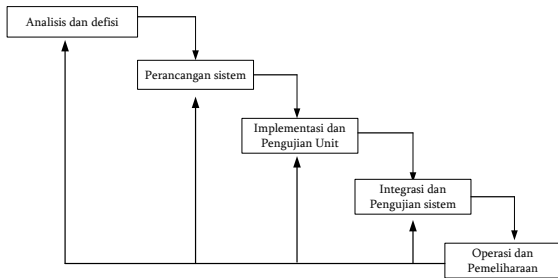 Analisis dan defisi
Perancangan sistem
Implementasi dan
Pengujian Unit
Integrasi dan
Pengujian sistem
Operasi dan
Pemeliharaan